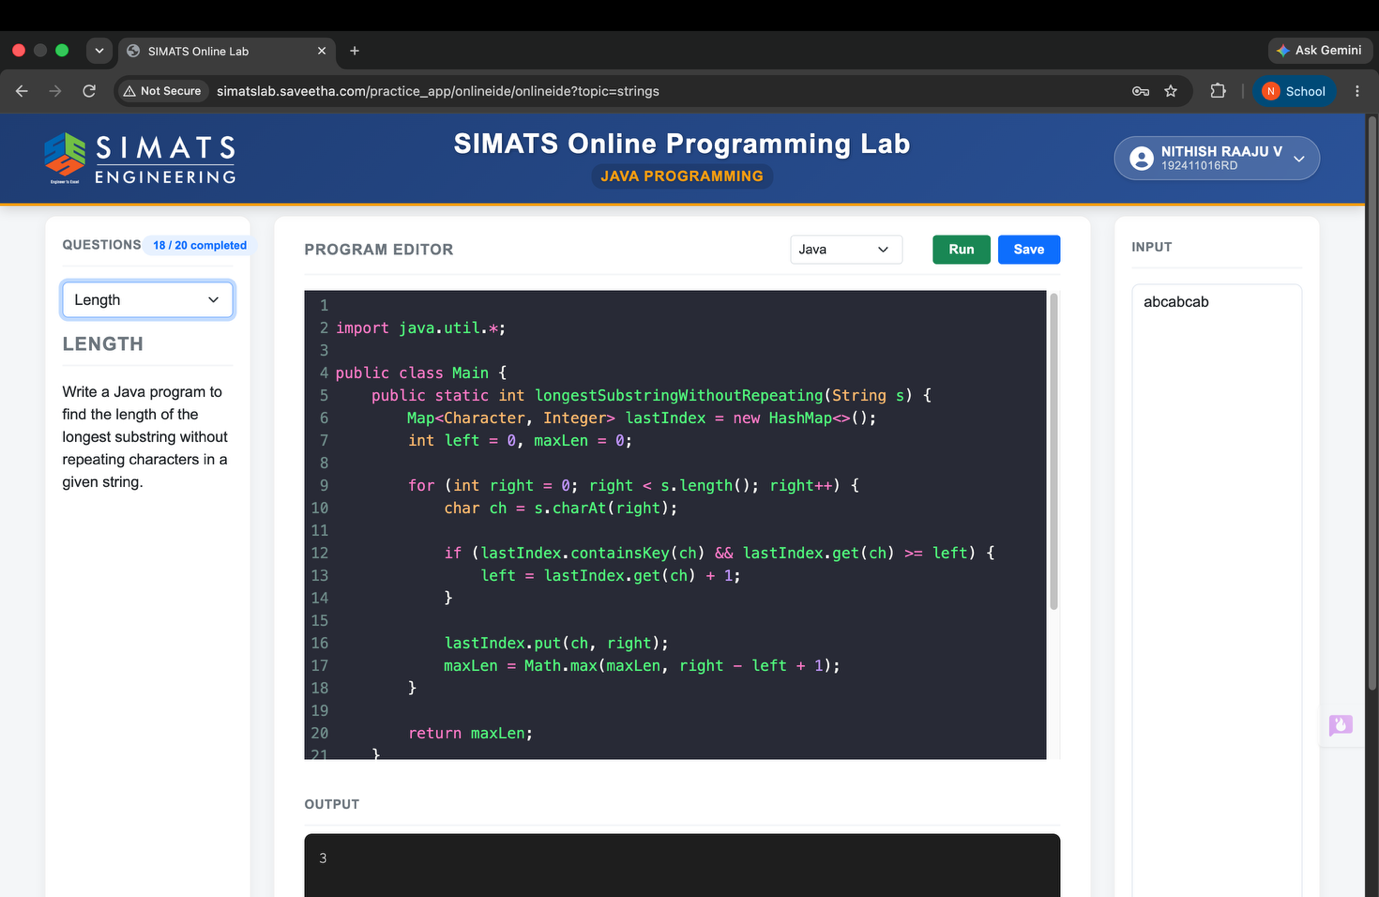 SIMATS Online Lab
Ask Gemini
Not Secure
simatslab.saveetha.com/practice_app/onlineide/onlineide?topic=strings
N School
SIMATS
ENGINEERING
Engineer to Excel
SIMATS Online Programming Lab
JAVA PROGRAMMING
NITHISH RAAJU V
192411016RD
QUESTIONS 18 / 20 completed
Length
LENGTH
Write a Java program to
find the length of the
longest substring without
repeating characters in a
given string.
PROGRAM EDITOR
Java
Run
Save
1
2 import java.util.*;
3
4 public class Main {
5     public static int longestSubstringWithoutRepeating(String s) {
6         Map<Character, Integer> lastIndex = new HashMap<>();
7         int left = 0, maxLen = 0;
8
9         for (int right = 0; right < s.length(); right++) {
10             char ch = s.charAt(right);
11
12             if (lastIndex.containsKey(ch) && lastIndex.get(ch) >= left) {
13                 left = lastIndex.get(ch) + 1;
14             }
15
16             lastIndex.put(ch, right);
17             maxLen = Math.max(maxLen, right - left + 1);
18         }
19
20         return maxLen;
21     }
OUTPUT
3
INPUT
abcabcab